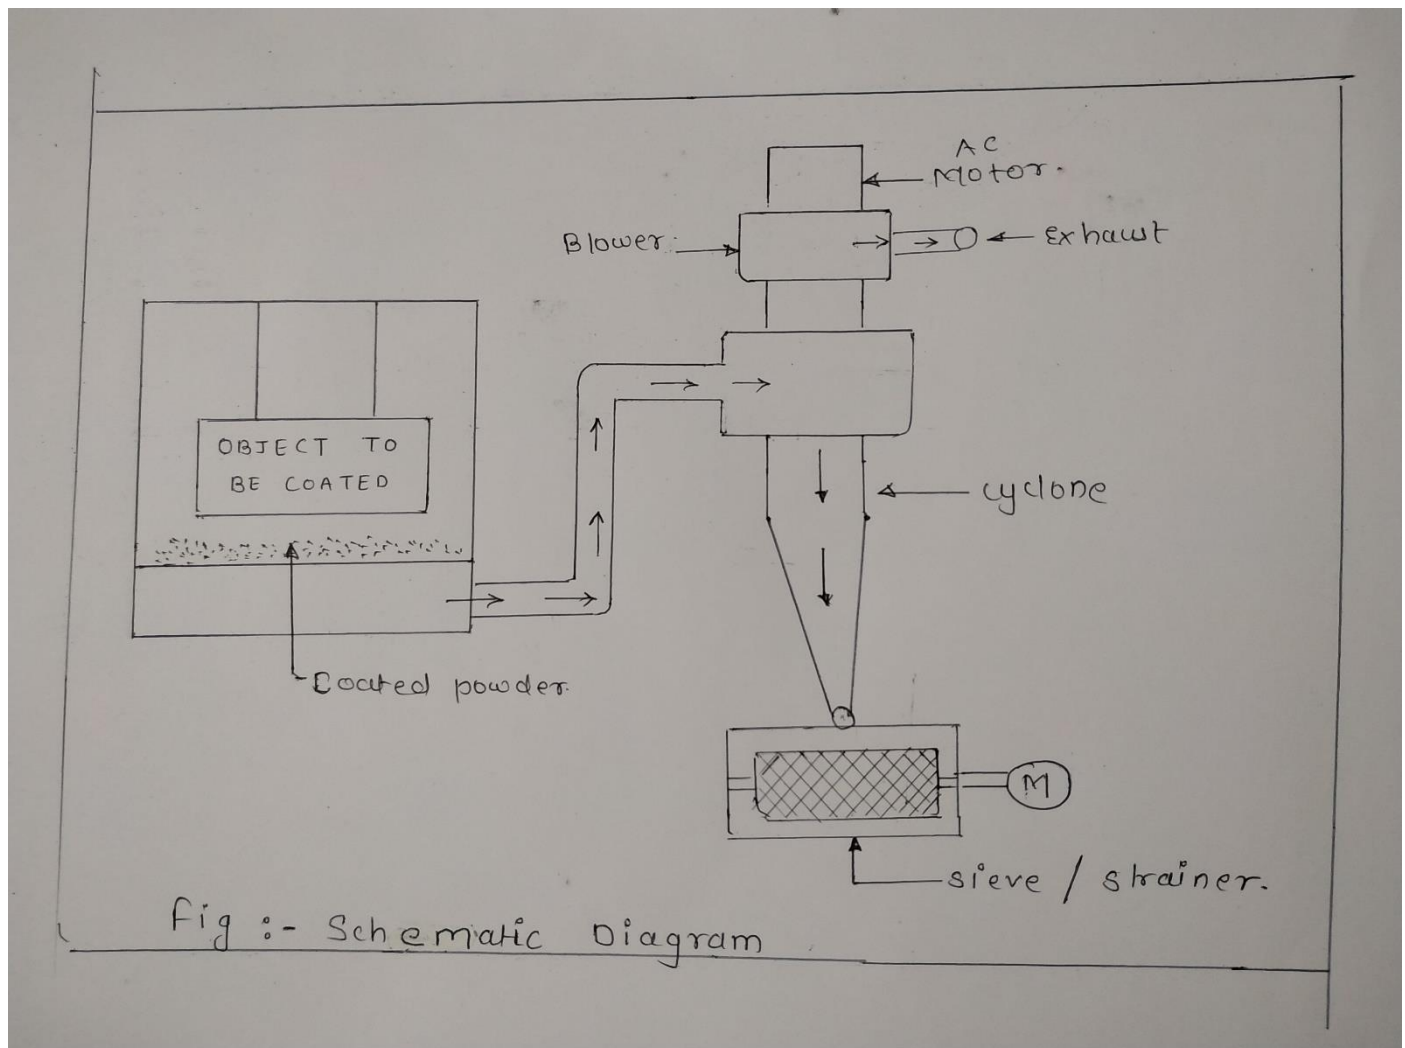 AC
Motor.
Blower
Exhaust
OBJECT TO
BE COATED
cyclone
Coated powder
M
sieve / strainer.
Fig :- Schematic Diagram